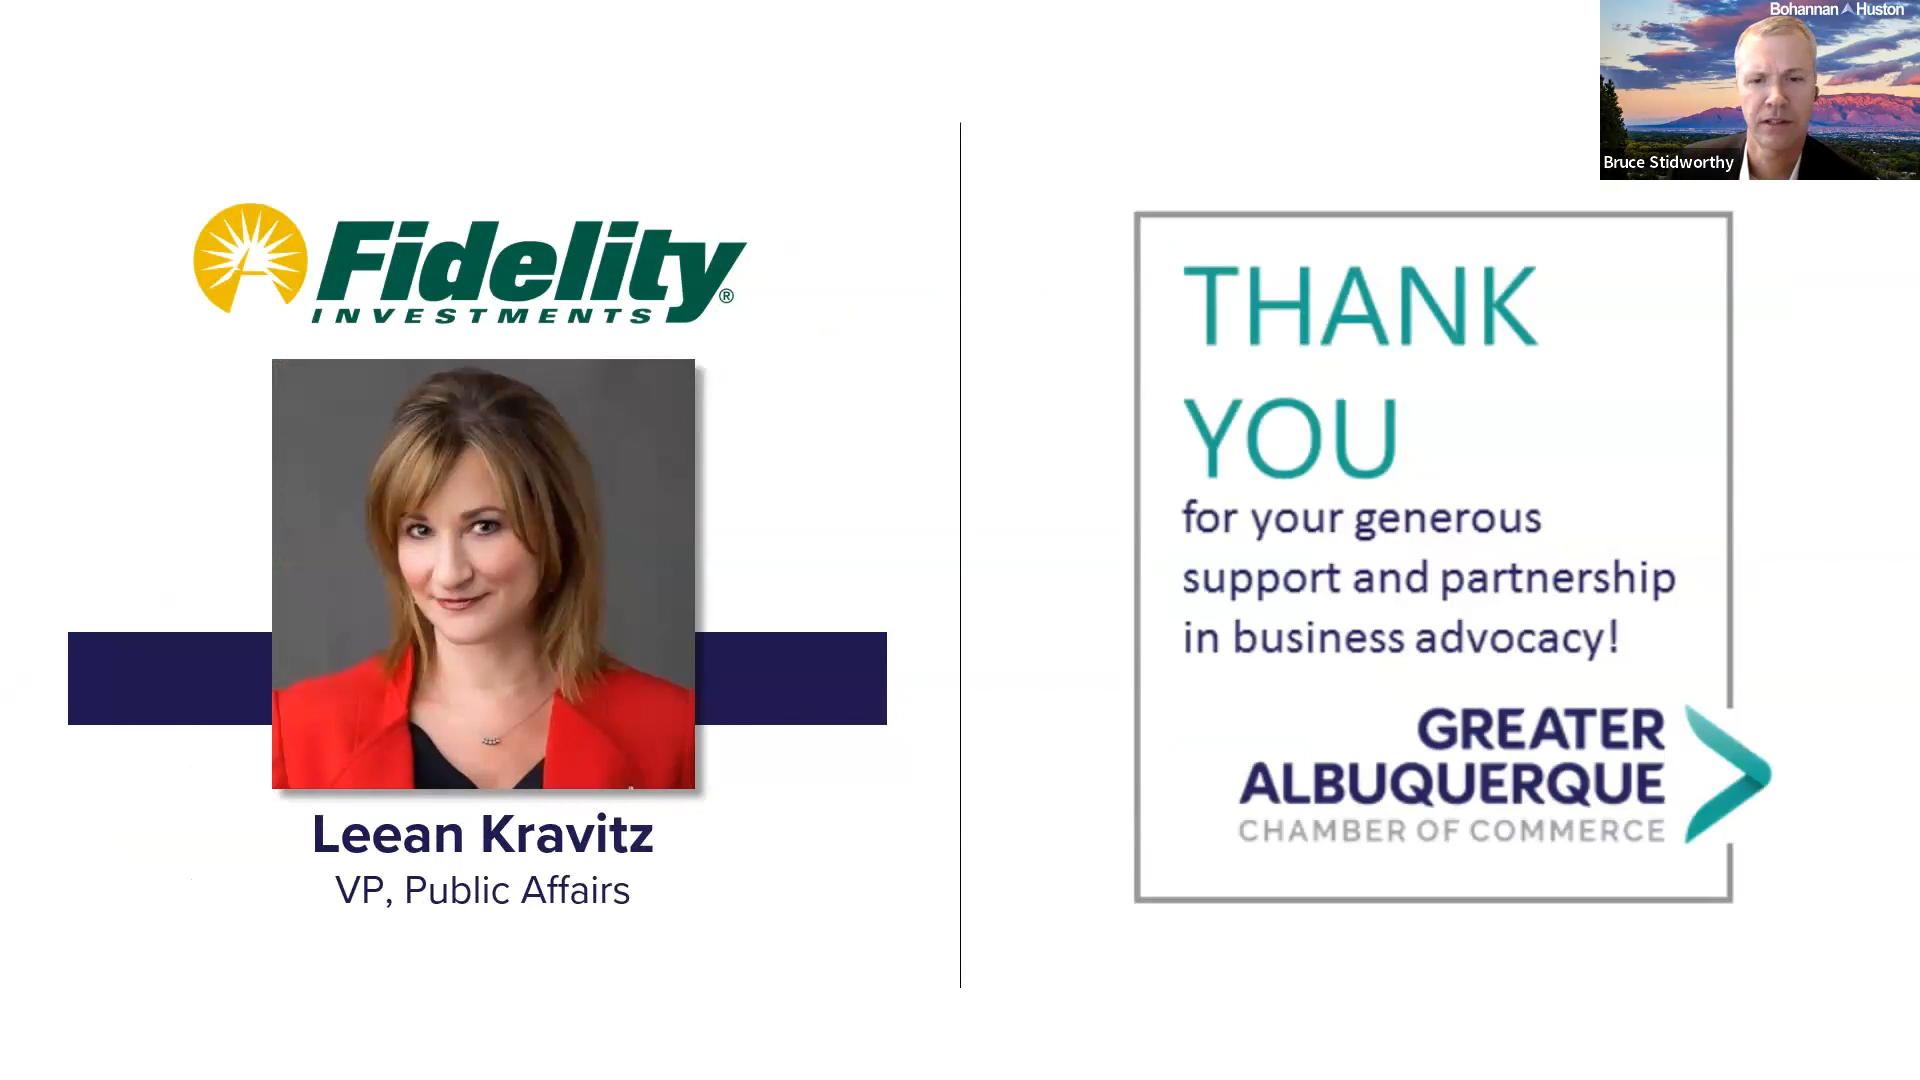 Bohannan Huston
Bruce Stidworthy
Fidelity®
INVESTMENTS
Leean Kravitz
VP, Public Affairs
THANK
YOU
for your generous
support and partnership
in business advocacy!
GREATER
ALBUQUERQUE
CHAMBER OF COMMERCE